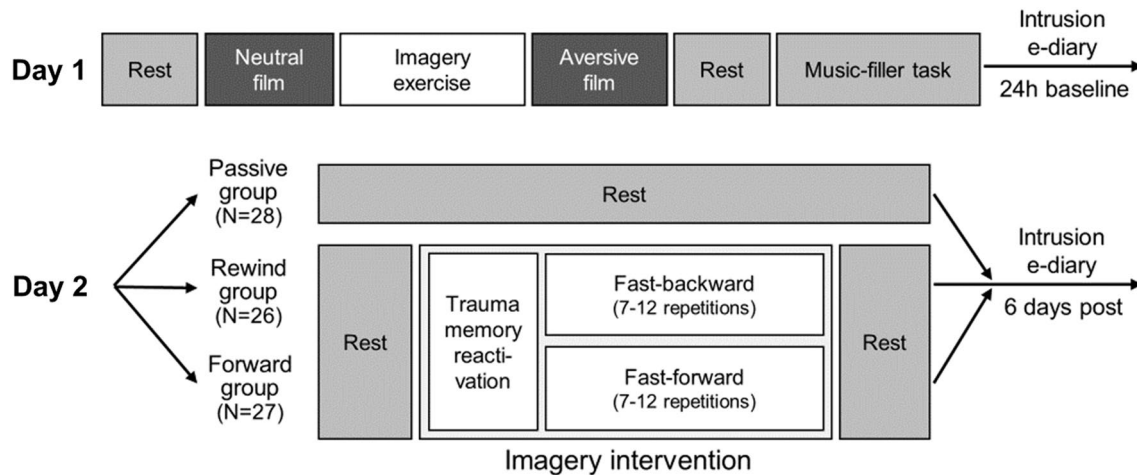 Day 1
Rest
Neutral
film
Imagery
exercise
Aversive
film
Rest
Music-filler task
Intrusion
e-diary
24h baseline
Day 2
Passive
group
(N=28)
Rewind
group
(N=26)
Forward
group
(N=27)
Rest
Rest
Trauma
memory
reacti-
vation
Fast-backward
(7-12 repetitions)
Fast-forward
(7-12 repetitions)
Rest
Imagery intervention
Intrusion
e-diary
6 days post